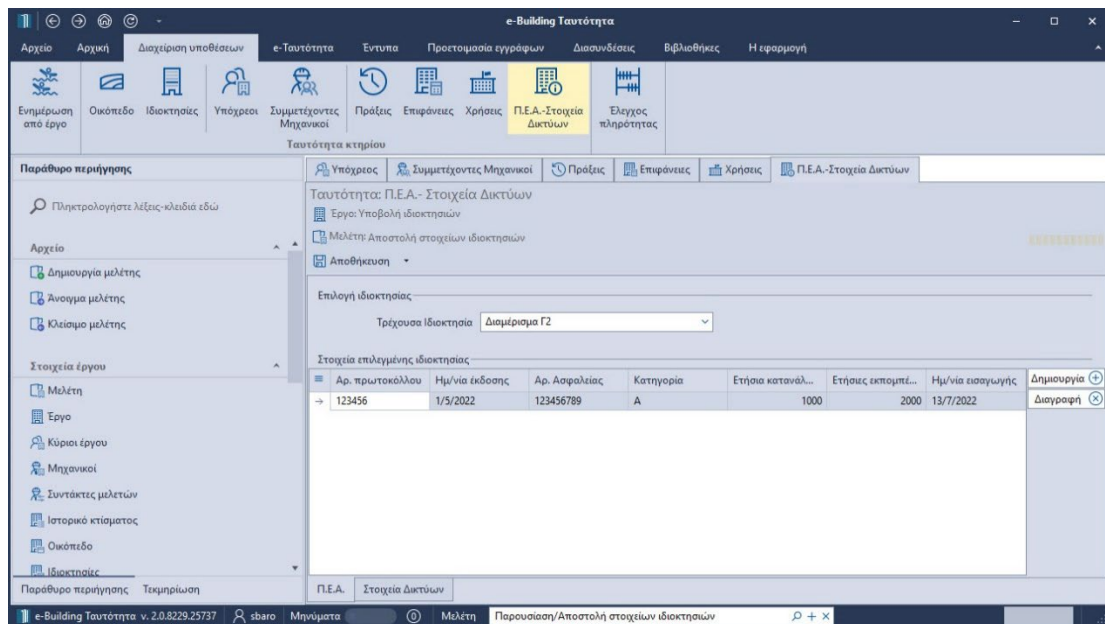 e-Building Ταυτότητα
Αρχείο Αρχική Διαχείριση υποθέσεων e-Ταυτότητα Έντυπα Προετοιμασία εγγράφων Διασυνδέσεις Βιβλιοθήκες Η εφαρμογή
Ενημέρωση από έργο
Οικόπεδο
Ιδιοκτησίες
Υπόχρεοι
Συμμετέχοντες Μηχανικοί
Πράξεις
Επιφάνειες
Χρήσεις
Π.Ε.Α.-Στοιχεία Δικτύων
Έλεγχος πληρότητας
Ταυτότητα κτηρίου
Παράθυρο περιήγησης
Πληκτρολογήστε λέξεις-κλειδιά εδώ
Αρχείο
Δημιουργία μελέτης
Άνοιγμα μελέτης
Κλείσιμο μελέτης
Στοιχεία έργου
Μελέτη
Έργο
Κύριοι έργου
Μηχανικοί
Συντάκτες μελετών
Ιστορικό κτίσματος
Οικόπεδο
Ιδιοκτησίες
Παράθυρο περιήγησης Τεκμηρίωση
Υπόχρεος Συμμετέχοντες Μηχανικοί Πράξεις Επιφάνειες Χρήσεις Π.Ε.Α.-Στοιχεία Δικτύων
Ταυτότητα: Π.Ε.Α.- Στοιχεία Δικτύων
Έργο: Υποβολή ιδιοκτησιών
Μελέτη: Αποστολή στοιχείων ιδιοκτησιών
Αποθήκευση
Επιλογή ιδιοκτησίας
Τρέχουσα Ιδιοκτησία Διαμέρισμα Γ2
Στοιχεία επιλεγμένης ιδιοκτησίας
Αρ. πρωτοκόλλου Ημ/νία έκδοσης Αρ. Ασφαλείας Κατηγορία Ετήσια κατανάλ... Ετήσιες εκπομπέ... Ημ/νία εισαγωγής Δημιουργία
123456 1/5/2022 123456789 Α 1000 2000 13/7/2022 Διαγραφή
Π.Ε.Α. Στοιχεία Δικτύων
e-Building Ταυτότητα v. 2.0.8229.25737 sbaro Μηνύματα 0 Μελέτη Παρουσίαση/Αποστολή στοιχείων ιδιοκτησιών